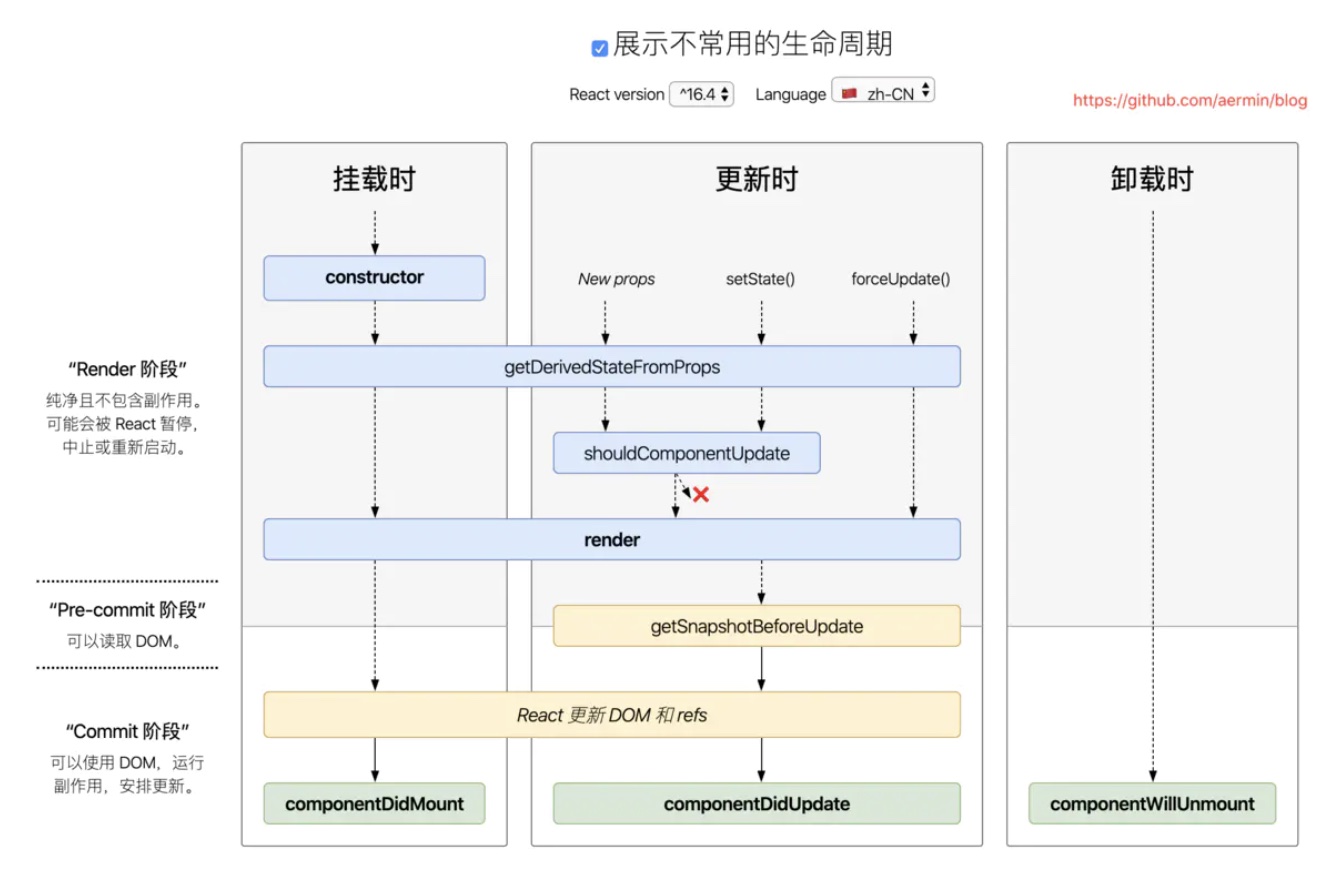 展示不常用的生命周期
React version ^16.4 Language zh-CN
https://github.com/aermin/blog
挂载时
更新时
卸载时
constructor
New props
setState()
forceUpdate()
“Render 阶段”
纯净且不包含副作用。
可能会被 React 暂停，
中止或重新启动。
getDerivedStateFromProps
shouldComponentUpdate
render
“Pre-commit 阶段”
可以读取 DOM。
getSnapshotBeforeUpdate
“Commit 阶段”
可以使用 DOM，运行
副作用，安排更新。
React 更新 DOM 和 refs
componentDidMount
componentDidUpdate
componentWillUnmount